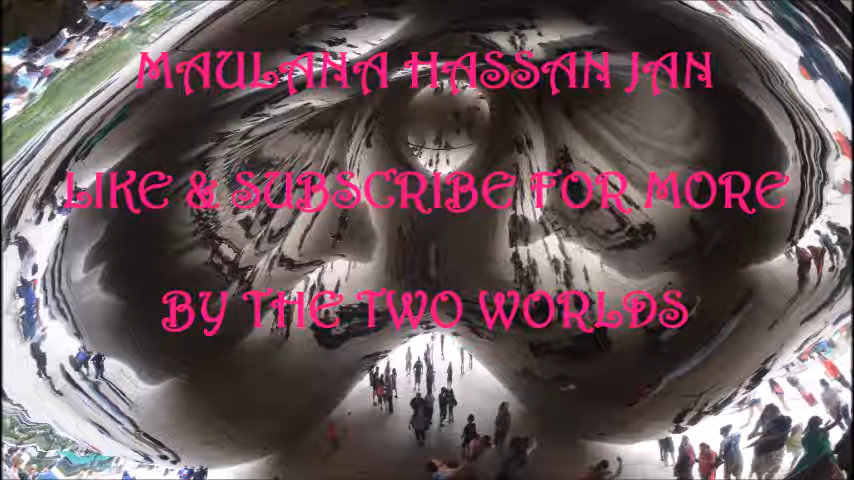 MAULANA HASSAN JAN
LIKE & SUBSCRIBE FOR MORE
BY THE TWO WORLDS